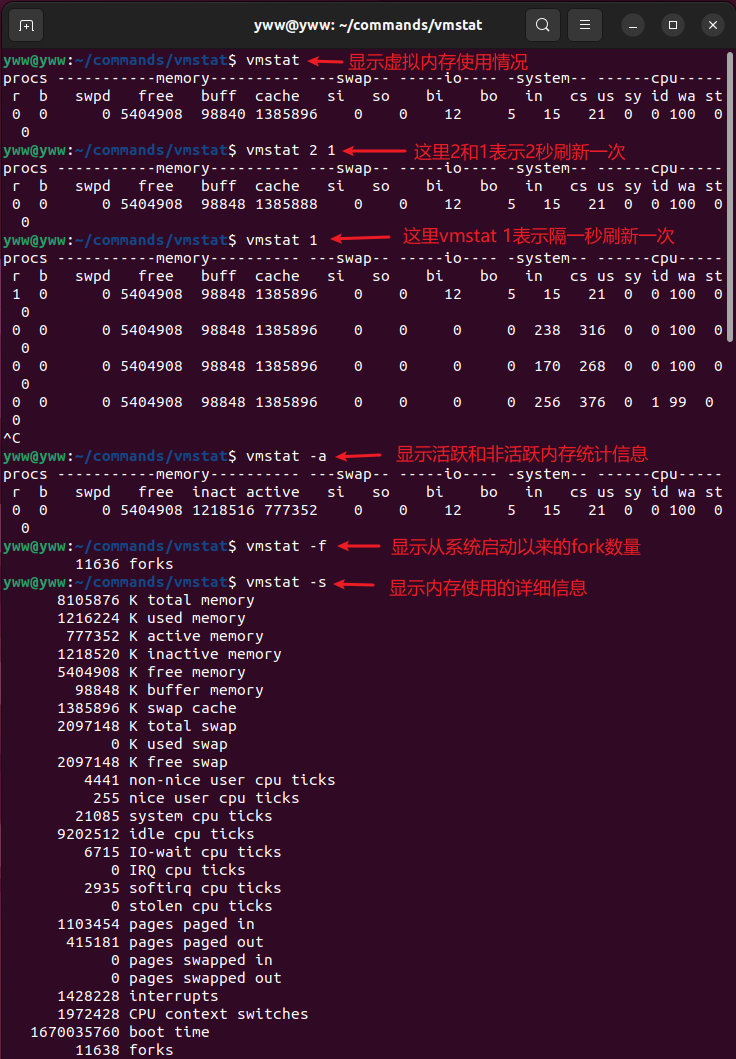 yww@yww: ~/commands/vmstat
yww@yww:~/commands/vmstat$ vmstat 显示虚拟内存使用情况
procs -----------memory---------- ---swap-- -----io---- -system-- ------cpu-----
 r  b   swpd   free   buff  cache   si   so    bi    bo   in   cs us sy id wa st
 0  0      0 5404908  98840 1385896    0    0    12     5   15   21  0  0 100  0
  0
yww@yww:~/commands/vmstat$ vmstat 2 1 这里2和1表示2秒刷新一次
procs -----------memory---------- ---swap-- -----io---- -system-- ------cpu-----
 r  b   swpd   free   buff  cache   si   so    bi    bo   in   cs us sy id wa st
 0  0      0 5404908  98848 1385888    0    0    12     5   15   21  0  0 100  0
  0
yww@yww:~/commands/vmstat$ vmstat 1 这里vmstat 1表示隔一秒刷新一次
procs -----------memory---------- ---swap-- -----io---- -system-- ------cpu-----
 r  b   swpd   free   buff  cache   si   so    bi    bo   in   cs us sy id wa st
 1  0      0 5404908  98848 1385896    0    0    12     5   15   21  0  0 100  0
  0
 0  0      0 5404908  98848 1385896    0    0     0     0  238  316  0  0 100  0
  0
 0  0      0 5404908  98848 1385896    0    0     0     0  170  268  0  0 100  0
  0
 0  0      0 5404908  98848 1385896    0    0     0     0  256  376  0  1 99  0
 0
^C
yww@yww:~/commands/vmstat$ vmstat -a 显示活跃和非活跃内存统计信息
procs -----------memory---------- ---swap-- -----io---- -system-- ------cpu-----
 r  b   swpd   free  inact active   si   so    bi    bo   in   cs us sy id wa st
 0  0      0 5404908 1218516 777352    0    0    12     5   15   21  0  0 100  0
  0
yww@yww:~/commands/vmstat$ vmstat -f 显示从系统启动以来的fork数量
        11636 forks
yww@yww:~/commands/vmstat$ vmstat -s 显示内存使用的详细信息
      8105876 K total memory
      1216224 K used memory
       777352 K active memory
      1218520 K inactive memory
      5404908 K free memory
        98848 K buffer memory
      1385896 K swap cache
      2097148 K total swap
            0 K used swap
      2097148 K free swap
         4441 non-nice user cpu ticks
          255 nice user cpu ticks
        21085 system cpu ticks
      9202512 idle cpu ticks
         6715 IO-wait cpu ticks
            0 IRQ cpu ticks
         2935 softirq cpu ticks
            0 stolen cpu ticks
      1103454 pages paged in
       415181 pages paged out
            0 pages swapped in
            0 pages swapped out
      1428228 interrupts
      1972428 CPU context switches
   1670035760 boot time
        11638 forks